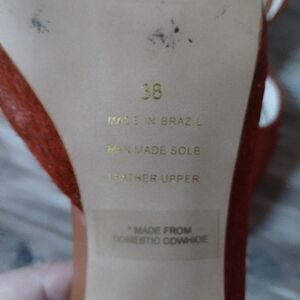 38
MADE IN BRAZIL
MAN MADE SOLE
LEATHER UPPER
* MADE FROM
DOMESTIC COWHIDE